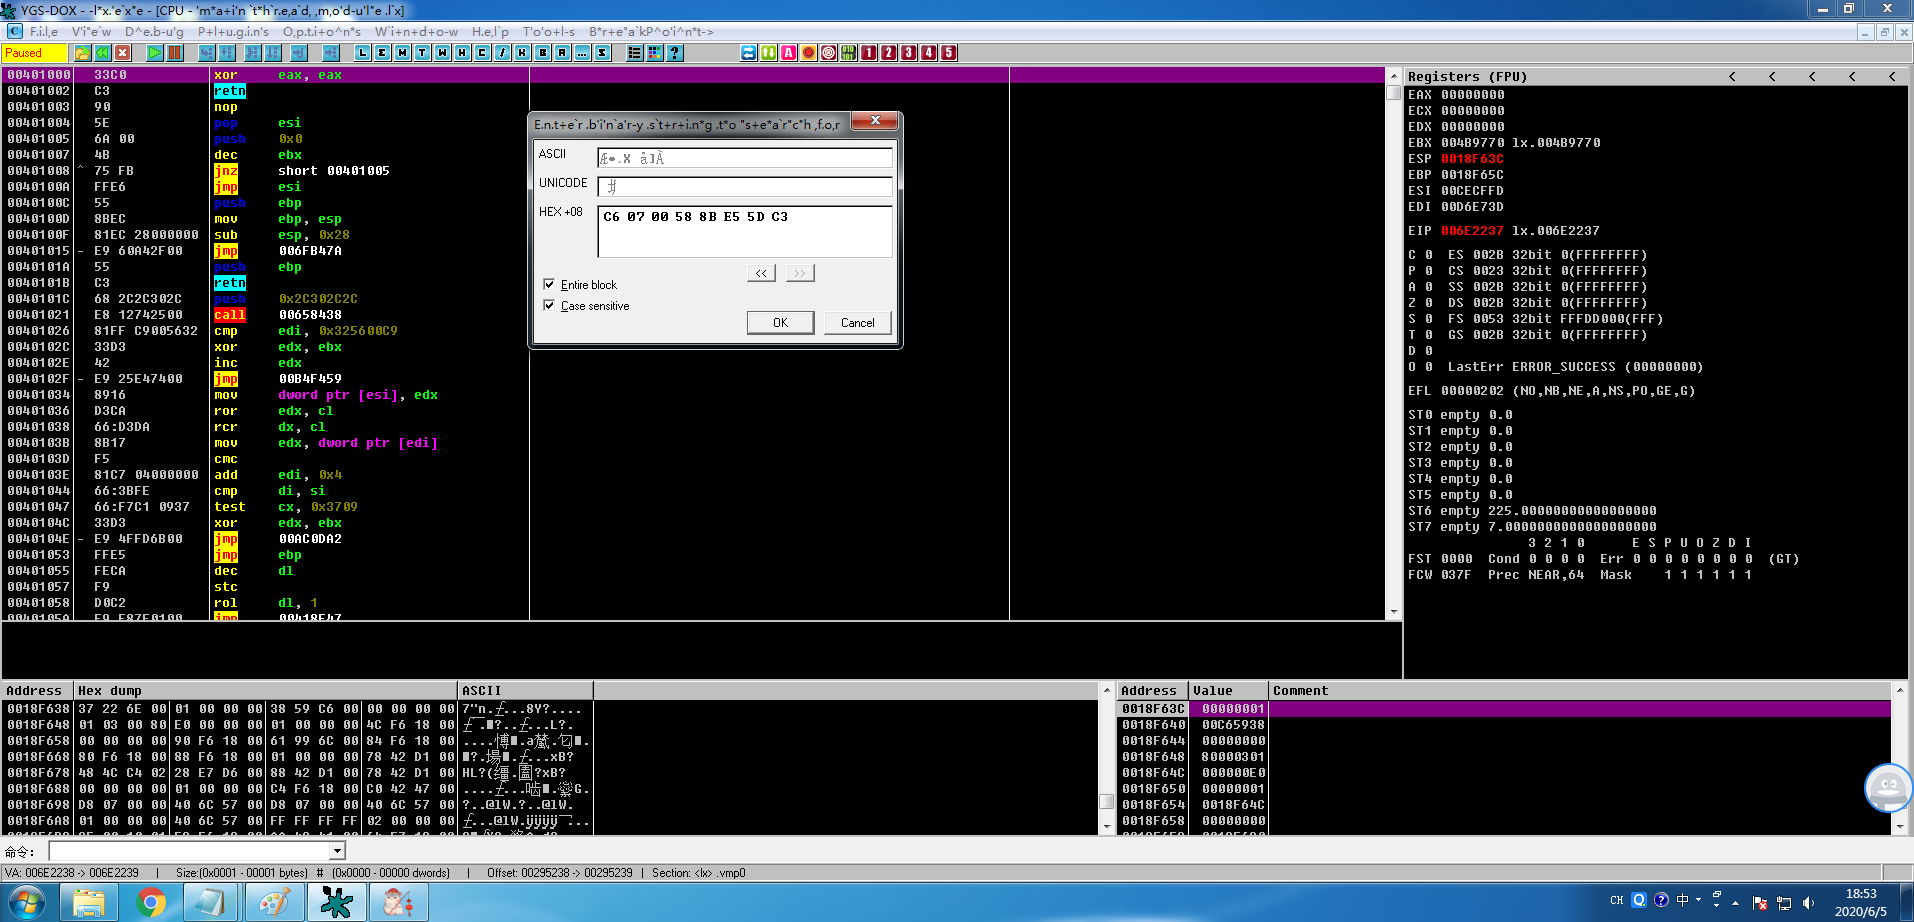 YGS-DOX - -l*x.'e`x"e - [CPU - 'm*a+i'n `t*h`r.e,a`d, ,m,o'd-u'l"e .l`x]
C F.i.l,e V'i"e`w D^e.b-u'g P+l+u.g.i.n's O,p.t.i+o^n*s W`i+n+d+o-w H.e,l`p T'o'o+l-s B*r+e"a`kP^o'i^n*t->
Paused L E M T W H C / K B R ... S ? 1 2 3 4 5
00401000 33C0 xor eax, eax
00401002 C3 retn
00401003 90 nop
00401004 5E pop esi
00401005 6A 00 push 0x0
00401007 4B dec ebx
00401008 ^ 75 FB jnz short 00401005
0040100A FFE6 jmp esi
0040100C 55 push ebp
0040100D 8BEC mov ebp, esp
0040100F 81EC 28000000 sub esp, 0x28
00401015 - E9 60A42F00 jmp 006FB47A
0040101A 55 push ebp
0040101B C3 retn
0040101C 68 2C2C302C push 0x2C302C2C
00401021 E8 12742500 call 00658438
00401026 81FF C9005632 cmp edi, 0x325600C9
0040102C 33D3 xor edx, ebx
0040102E 42 inc edx
0040102F - E9 25E47400 jmp 00B4F459
00401034 8916 mov dword ptr [esi], edx
00401036 D3CA ror edx, cl
00401038 66:D3DA rcr dx, cl
0040103B 8B17 mov edx, dword ptr [edi]
0040103D F5 cmc
0040103E 81C7 04000000 add edi, 0x4
00401044 66:3BFE cmp di, si
00401047 66:F7C1 0937 test cx, 0x3709
0040104C 33D3 xor edx, ebx
0040104E - E9 4FFD6B00 jmp 00AC0DA2
00401053 FFE5 jmp ebp
00401055 FECA dec dl
00401057 F9 stc
00401058 D0C2 rol dl, 1
0040105A E9 E87E0100 jmp 00418F47
E.n.t+e`r .b'i'n`a'r-y .s`t+r+i.n*g .t*o "s+e*a`r"c"h ,f.o,r
ASCII
UNICODE
HEX +08 C6 07 00 58 8B E5 5D C3
<< >>
Entire block
Case sensitive
OK Cancel
Registers (FPU) < < < < <
EAX 00000000
ECX 00000000
EDX 00000000
EBX 004B9770 lx.004B9770
ESP 0018F63C
EBP 0018F65C
ESI 00CECFFD
EDI 00D6E73D
EIP 006E2237 lx.006E2237
C 0 ES 002B 32bit 0(FFFFFFFF)
P 0 CS 0023 32bit 0(FFFFFFFF)
A 0 SS 002B 32bit 0(FFFFFFFF)
Z 0 DS 002B 32bit 0(FFFFFFFF)
S 0 FS 0053 32bit FFFDD000(FFF)
T 0 GS 002B 32bit 0(FFFFFFFF)
D 0
O 0 LastErr ERROR_SUCCESS (00000000)
EFL 00000202 (NO,NB,NE,A,NS,PO,GE,G)
ST0 empty 0.0
ST1 empty 0.0
ST2 empty 0.0
ST3 empty 0.0
ST4 empty 0.0
ST5 empty 0.0
ST6 empty 225.00000000000000000
ST7 empty 7.0000000000000000000
3 2 1 0 E S P U O Z D I
FST 0000 Cond 0 0 0 0 Err 0 0 0 0 0 0 0 0 (GT)
FCW 037F Prec NEAR,64 Mask 1 1 1 1 1 1
Address Hex dump ASCII
0018F638 37 22 6E 00 01 00 00 00 38 59 C6 00 00 00 00 00
0018F648 01 03 00 80 E0 00 00 00 01 00 00 00 4C F6 18 00
0018F658 00 00 00 00 90 F6 18 00 61 99 6C 00 84 F6 18 00
0018F668 80 F6 18 00 88 F6 18 00 01 00 00 00 78 42 D1 00
0018F678 48 4C C4 02 28 E7 D6 00 88 42 D1 00 78 42 D1 00
0018F688 00 00 00 00 01 00 00 00 C4 F6 18 00 C0 42 47 00
0018F698 D8 07 00 00 40 6C 57 00 D8 07 00 00 40 6C 57 00 ?..@lW.?..@lW.
0018F6A8 01 00 00 00 40 6C 57 00 FF FF FF FF 02 00 00 00
Address Value Comment
0018F63C 00000001
0018F640 00C65938
0018F644 00000000
0018F648 80000301
0018F64C 000000E0
0018F650 00000001
0018F654 0018F64C
0018F658 00000000
命令:
VA: 006E2238 -> 006E2239 | Size:(0x0001 - 00001 bytes) # (0x0000 - 00000 dwords) | Offset: 00295238 -> 00295239 | Section: <lx> .vmp0
CH 中 18:53
2020/6/5